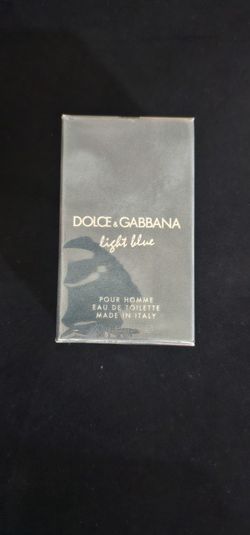 DOLCE & GABBANA
light blue
POUR HOMME
EAU DE TOILETTE
MADE IN ITALY